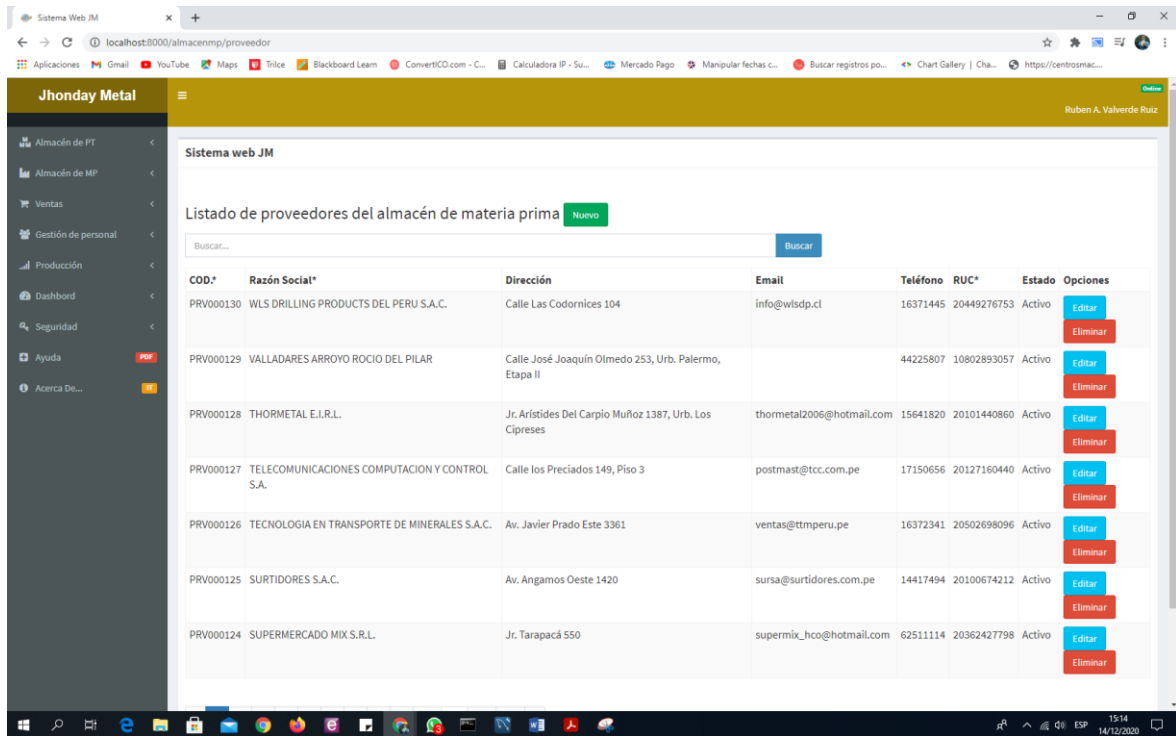 Sistema Web JM
localhost:8000/almacenmp/proveedor
Aplicaciones Gmail YouTube Maps Trilce Blackboard Learn ConvertICO.com - C... Calculadora IP - Su... Mercado Pago Manipular fechas c... Buscar registros po... Chart Gallery | Cha... https://centrosmac....
Jhonday Metal
Online
Ruben A. Valverde Ruiz
Almacén de PT
Almacén de MP
Ventas
Gestión de personal
Producción
Dashbord
Seguridad
Ayuda PDF
Acerca De... IT
Sistema web JM
Listado de proveedores del almacén de materia prima Nuevo
Buscar... Buscar
COD.* Razón Social* Dirección Email Teléfono RUC* Estado Opciones
PRV000130 WLS DRILLING PRODUCTS DEL PERU S.A.C. Calle Las Codornices 104 info@wlsdp.cl 16371445 20449276753 Activo Editar
Eliminar
PRV000129 VALLADARES ARROYO ROCIO DEL PILAR Calle José Joaquín Olmedo 253, Urb. Palermo, 44225807 10802893057 Activo Editar
Etapa II
Eliminar
PRV000128 THORMETAL E.I.R.L. Jr. Arístides Del Carpio Muñoz 1387, Urb. Los thormetal2006@hotmail.com 15641820 20101440860 Activo Editar
Cipreses
Eliminar
PRV000127 TELECOMUNICACIONES COMPUTACION Y CONTROL Calle los Preciados 149, Piso 3 postmast@tcc.com.pe 17150656 20127160440 Activo Editar
S.A.
Eliminar
PRV000126 TECNOLOGIA EN TRANSPORTE DE MINERALES S.A.C. Av. Javier Prado Este 3361 ventas@ttmperu.pe 16372341 20502698096 Activo Editar
Eliminar
PRV000125 SURTIDORES S.A.C. Av. Angamos Oeste 1420 sursa@surtidores.com.pe 14417494 20100674212 Activo Editar
Eliminar
PRV000124 SUPERMERCADO MIX S.R.L. Jr. Tarapacá 550 supermix_hco@hotmail.com 62511114 20362427798 Activo Editar
Eliminar
ESP
15:14
14/12/2020